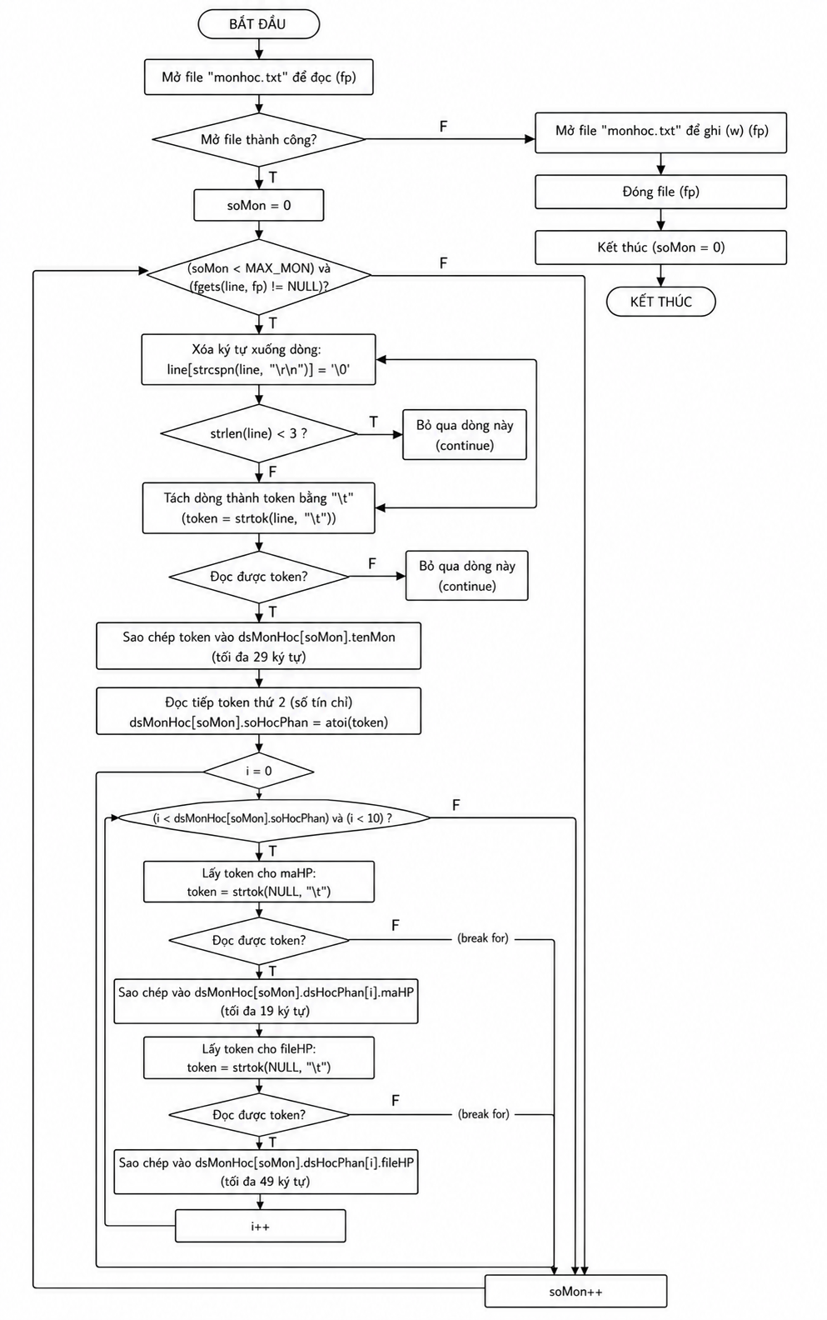 BẮT ĐẦU
Mở file "monhoc.txt" để đọc (fp)
Mở file thành công?
F
Mở file "monhoc.txt" để ghi (w) (fp)
Đóng file (fp)
Kết thúc (soMon = 0)
KẾT THÚC
T
soMon = 0
(soMon < MAX_MON) và
(fgets(line, fp) != NULL)?
F
T
Xóa ký tự xuống dòng:
line[strcspn(line, "\r\n")] = '\0'
strlen(line) < 3 ?
T
Bỏ qua dòng này
(continue)
F
Tách dòng thành token bằng "\t"
(token = strtok(line, "\t"))
Đọc được token?
F
Bỏ qua dòng này
(continue)
T
Sao chép token vào dsMonHoc[soMon].tenMon
(tối đa 29 ký tự)
Đọc tiếp token thứ 2 (số tín chỉ)
dsMonHoc[soMon].soHocPhan = atoi(token)
i = 0
(i < dsMonHoc[soMon].soHocPhan) và (i < 10) ?
F
T
Lấy token cho maHP:
token = strtok(NULL, "\t")
Đọc được token?
F
(break for)
T
Sao chép vào dsMonHoc[soMon].dsHocPhan[i].maHP
(tối đa 19 ký tự)
Lấy token cho fileHP:
token = strtok(NULL, "\t")
Đọc được token?
F
(break for)
T
Sao chép vào dsMonHoc[soMon].dsHocPhan[i].fileHP
(tối đa 49 ký tự)
i++
soMon++